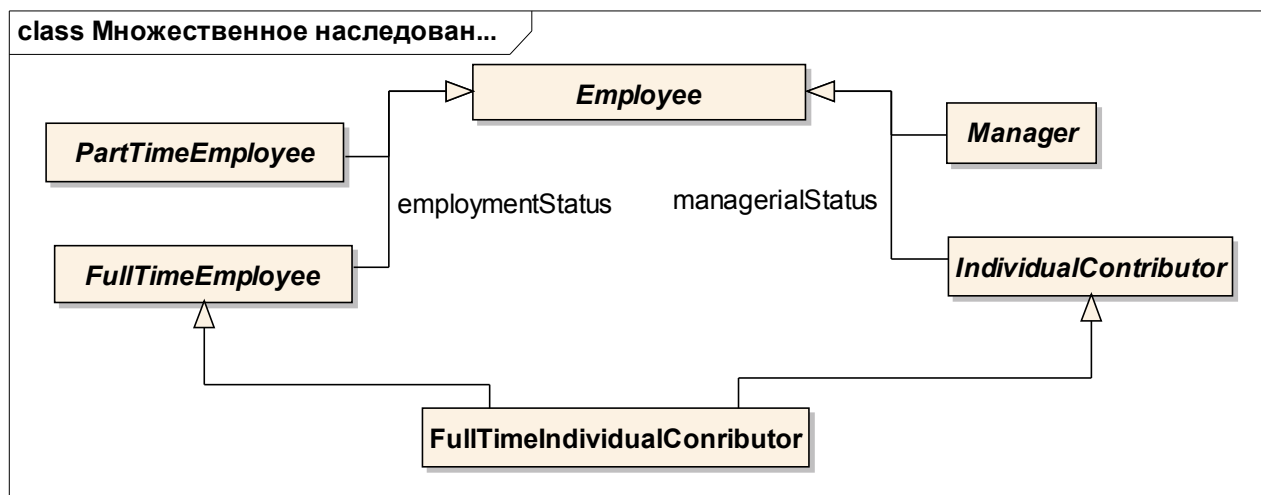 class Множественное наследован...
Employee
Manager
PartTimeEmployee
employmentStatus
managerialStatus
FullTimeEmployee
IndividualContributor
FullTimeIndividualConributor